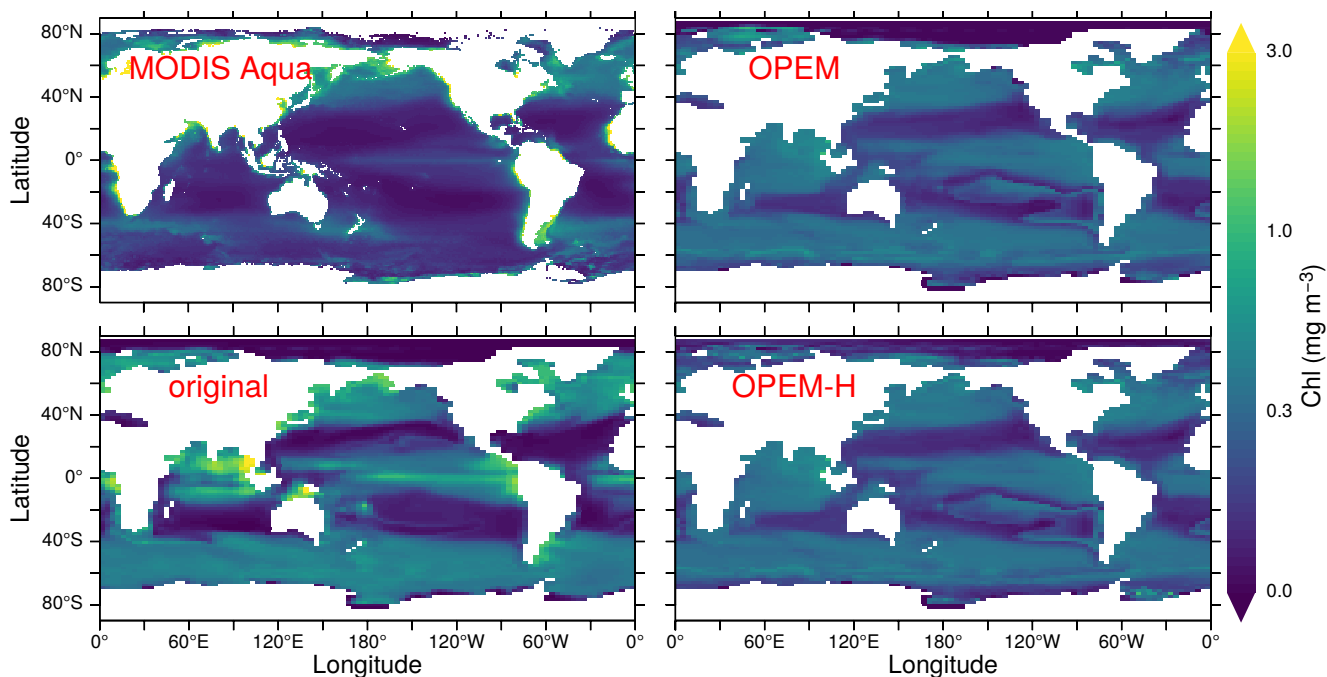 MODIS Aqua
OPEM
80°N
40°N
0°
40°S
80°S
Latitude
original
OPEM-H
80°N
40°N
0°
40°S
80°S
Latitude
0° 60°E 120°E 180° 120°W 60°W 0°
Longitude
0° 60°E 120°E 180° 120°W 60°W 0°
Longitude
3.0
1.0
0.3
0.0
Chl (mg m⁻³)